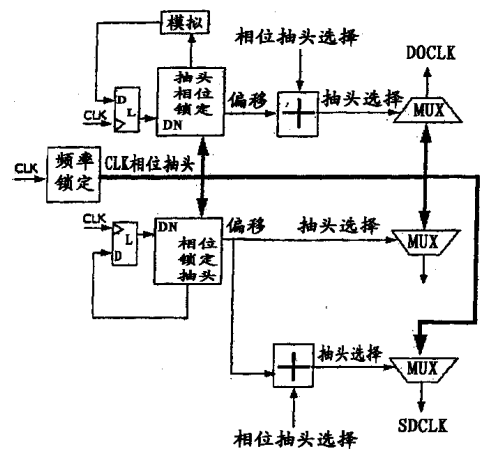 模拟
相位抽头选择
DOCLK
抽头
相位
锁定
DN
偏移
抽头选择
MUX
D
L
CLK
CLK
频率
锁定
CLK相位抽头
CLK
L
D
DN
相位
锁定
抽头
偏移
抽头选择
MUX
抽头选择
MUX
相位抽头选择
SDCLK